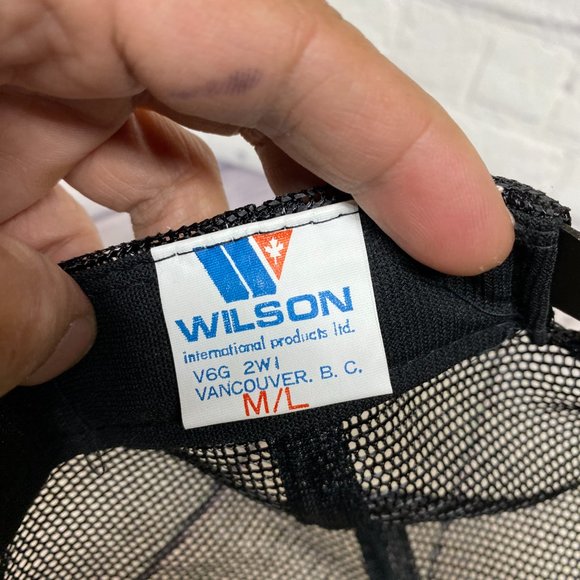 WILSON
international products ltd.
V6G 2W1
VANCOUVER. B. C.
M/L